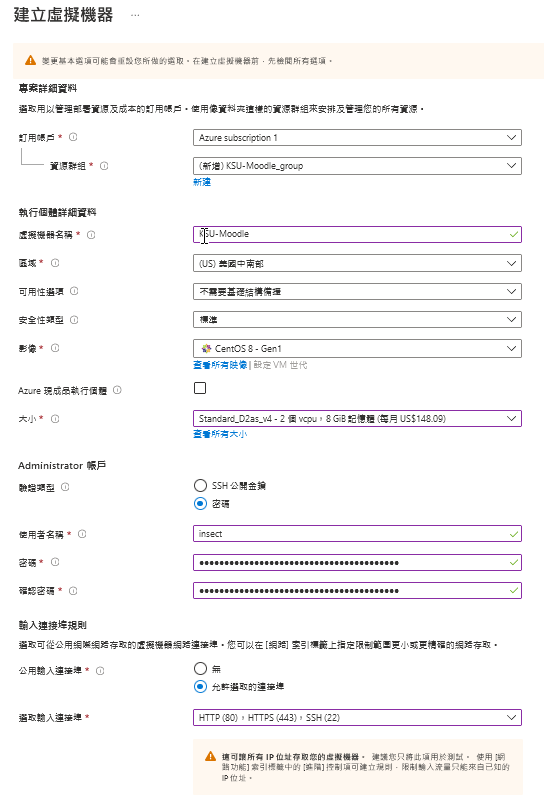 建立虛擬機器 ...
變更基本選項可能會重設您所做的選取。在建立虛擬機器前，先檢閱所有選項。
專案詳細資料
選取用以管理部署資源及成本的訂用帳戶。使用像資料夾這樣的資源群組來安排及管理您的所有資源。
訂用帳戶 *
Azure subscription 1
資源群組 *
(新增) KSU-Moodle_group
新建
執行個體詳細資料
虛擬機器名稱 *
KSU-Moodle
區域 *
(US) 美國中南部
可用性選項
不需要基礎結構備援
安全性類型
標準
影像 *
CentOS 8 - Gen1
查看所有映像 | 設定 VM 世代
Azure 現成品執行個體
大小 *
Standard_D2as_v4 - 2 個 vcpu，8 GiB 記憶體 (每月 US$148.09)
查看所有大小
Administrator 帳戶
驗證類型
SSH 公開金鑰
密碼
使用者名稱 *
insect
密碼 *
確認密碼 *
輸入連接埠規則
選取可從公用網際網路存取的虛擬機器網路連接埠。您可以在 [網路] 索引標籤上指定限制範圍更小或更精確的網路存取。
公用輸入連接埠 *
無
允許選取的連接埠
選取輸入連接埠 *
HTTP (80)，HTTPS (443)，SSH (22)
這可讓所有 IP 位址存取您的虛擬機器。 建議您只將此項用於測試。 使用 [網
路功能] 索引標籤中的 [進階] 控制項可建立規則，限制輸入流量只能來自已知的
IP 位址。